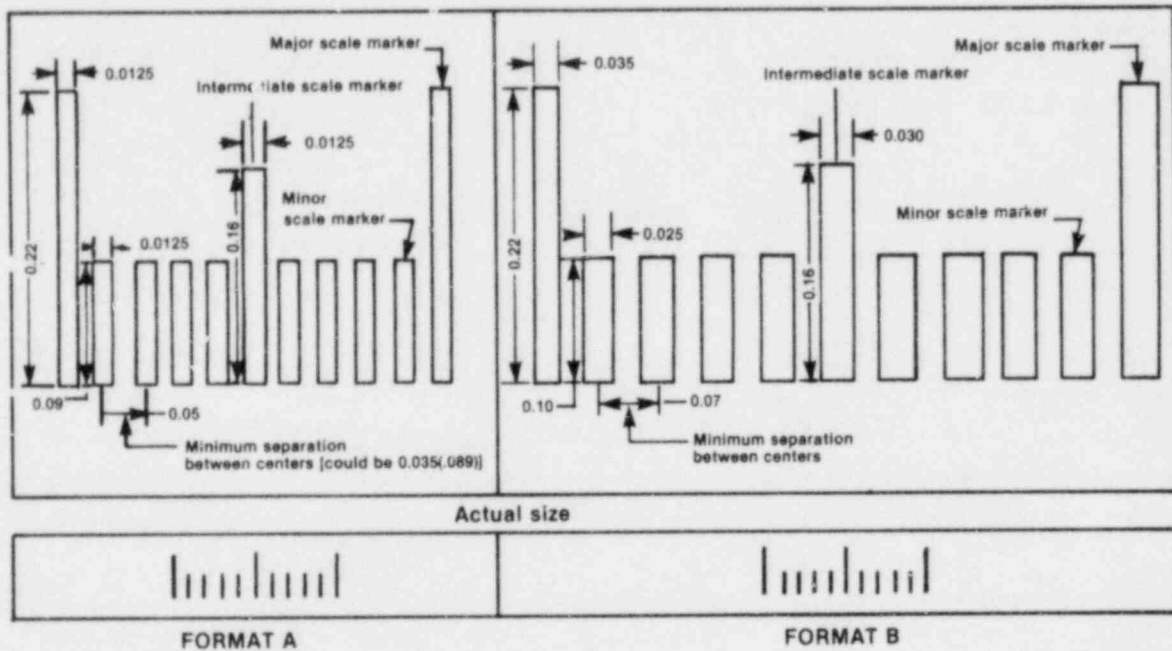 Major scale marker
0.0125
Intermediate scale marker
0.0125
Minor
scale marker
0.0125
0.16
0.22
0.09
0.05
Minimum separation
between centers [could be 0.035(.089)]
Major scale marker
0.035
Intermediate scale marker
0.030
Minor scale marker
0.025
0.22
0.16
0.10
0.07
Minimum separation
between centers
Actual size
FORMAT A
FORMAT B